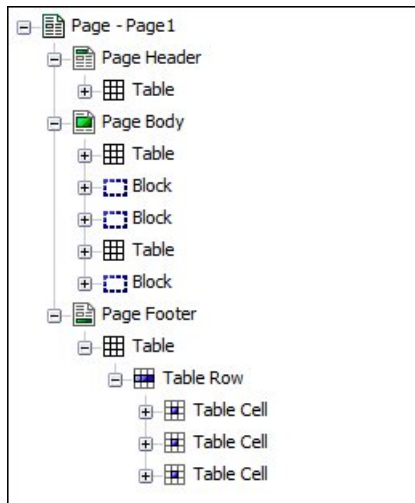 Page - Page1
Page Header
Table
Page Body
Table
Block
Block
Table
Block
Page Footer
Table
Table Row
Table Cell
Table Cell
Table Cell